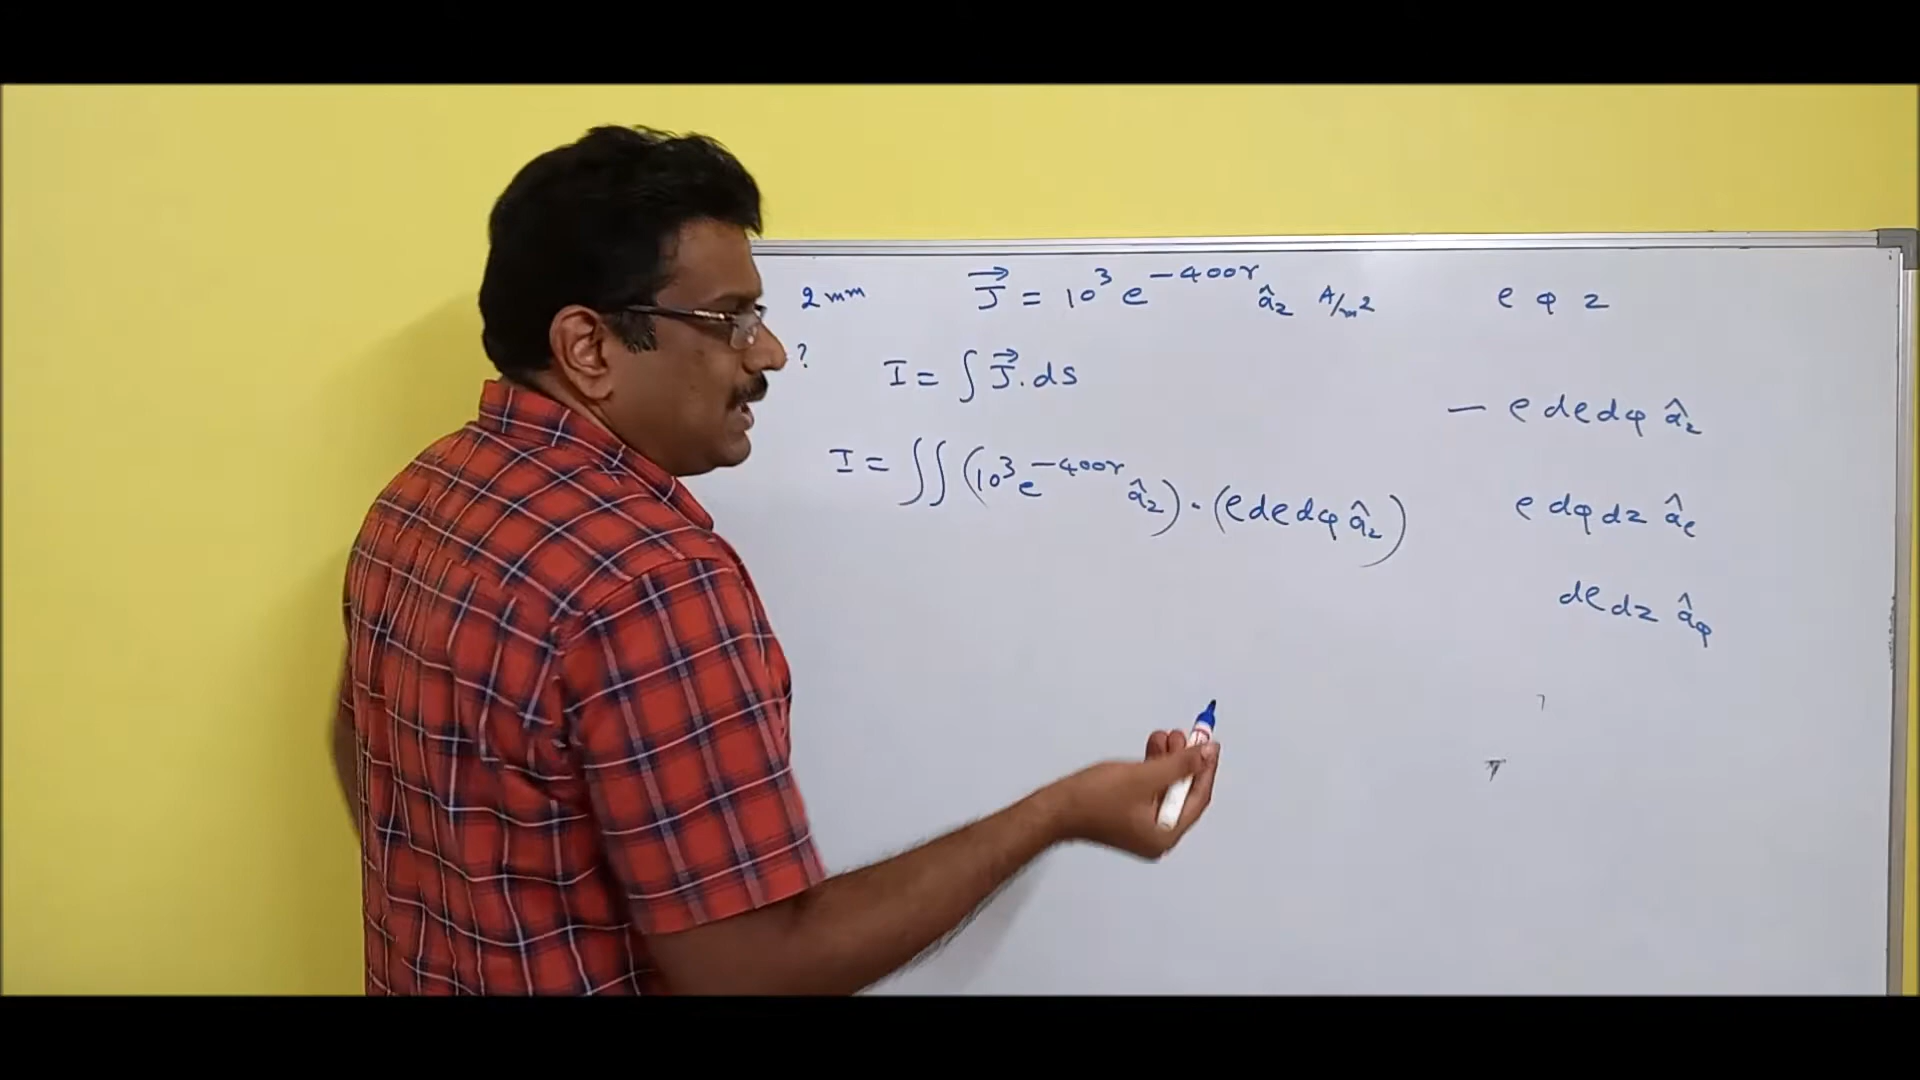 2mm J⃗ = 10³ e^−400r â_z A/m² ρ φ z
? I = ∫ J⃗ . ds
— ρ dρ dφ â_z
I = ∫∫ (10³ e^−400r â_z) · (ρ dρ dφ â_z)
ρ dφ dz â_ρ
dρ dz â_φ